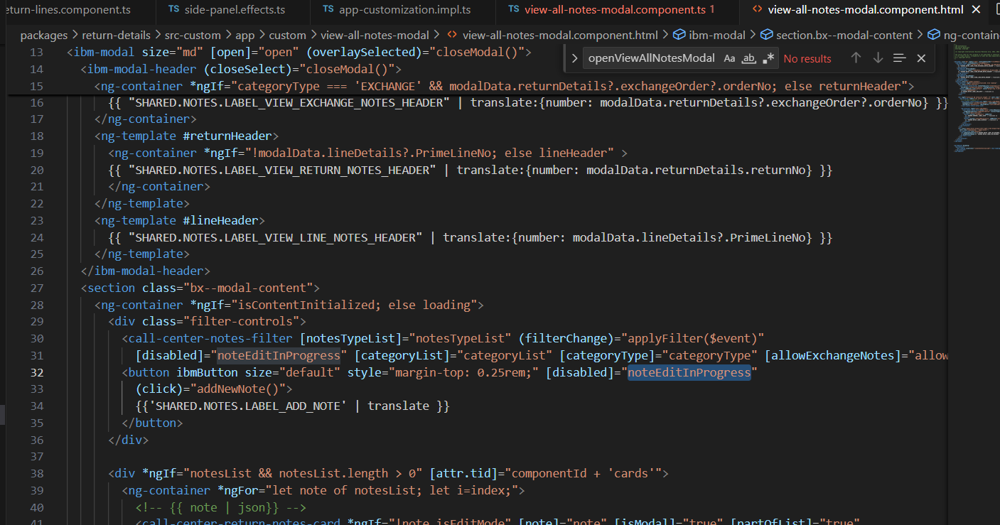 eturn-lines.component.ts TS side-panel.effects.ts TS app-customization.impl.ts TS view-all-notes-modal.component.ts 1 <> view-all-notes-modal.component.html
packages > return-details > src-custom > app > custom > view-all-notes-modal > <> view-all-notes-modal.component.html > ibm-modal > section.bx--modal-content > ng-contain
openViewAllNotesModal Aa ab .* No results
13 <ibm-modal size="md" [open]="open" (overlaySelected)="closeModal()">
14 <ibm-modal-header (closeSelect)="closeModal()">
15 <ng-container *ngIf="categoryType === 'EXCHANGE' && modalData.returnDetails?.exchangeOrder?.orderNo; else returnHeader">
16 {{ "SHARED.NOTES.LABEL_VIEW_EXCHANGE_NOTES_HEADER" | translate:{number: modalData.returnDetails?.exchangeOrder?.orderNo} }}
17 </ng-container>
18 <ng-template #returnHeader>
19 <ng-container *ngIf="!modalData.lineDetails?.PrimeLineNo; else lineHeader" >
20 {{ "SHARED.NOTES.LABEL_VIEW_RETURN_NOTES_HEADER" | translate:{number: modalData.returnDetails.returnNo} }}
21 </ng-container>
22 </ng-template>
23 <ng-template #lineHeader>
24 {{ "SHARED.NOTES.LABEL_VIEW_LINE_NOTES_HEADER" | translate:{number: modalData.lineDetails?.PrimeLineNo} }}
25 </ng-template>
26 </ibm-modal-header>
27 <section class="bx--modal-content">
28 <ng-container *ngIf="isContentInitialized; else loading">
29 <div class="filter-controls">
30 <call-center-notes-filter [notesTypeList]="notesTypeList" (filterChange)="applyFilter($event)"
31 [disabled]="noteEditInProgress" [categoryList]="categoryList" [categoryType]="categoryType" [allowExchangeNotes]="allow
32 <button ibmButton size="default" style="margin-top: 0.25rem;" [disabled]="noteEditInProgress"
33 (click)="addNewNote()">
34 {{'SHARED.NOTES.LABEL_ADD_NOTE' | translate }}
35 </button>
36 </div>
37
38 <div *ngIf="notesList && notesList.length > 0" [attr.tid]="componentId + 'cards'">
39 <ng-container *ngFor="let note of notesList; let i=index;">
40 <!-- {{ note | json}} -->
41 <call-center-return-notes-card *ngIf="!note.isEditMode" [note]="note" [isModal]="true" [partOfList]="true"